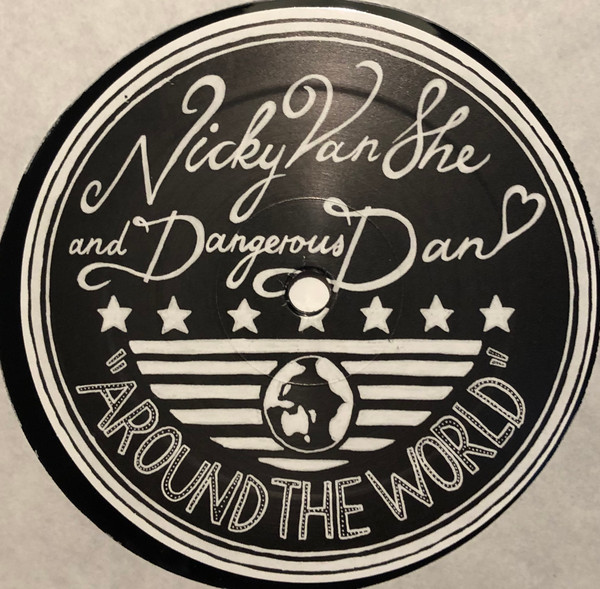 Nicky Van She
and Dangerous Dan
"AROUND THE WORLD"